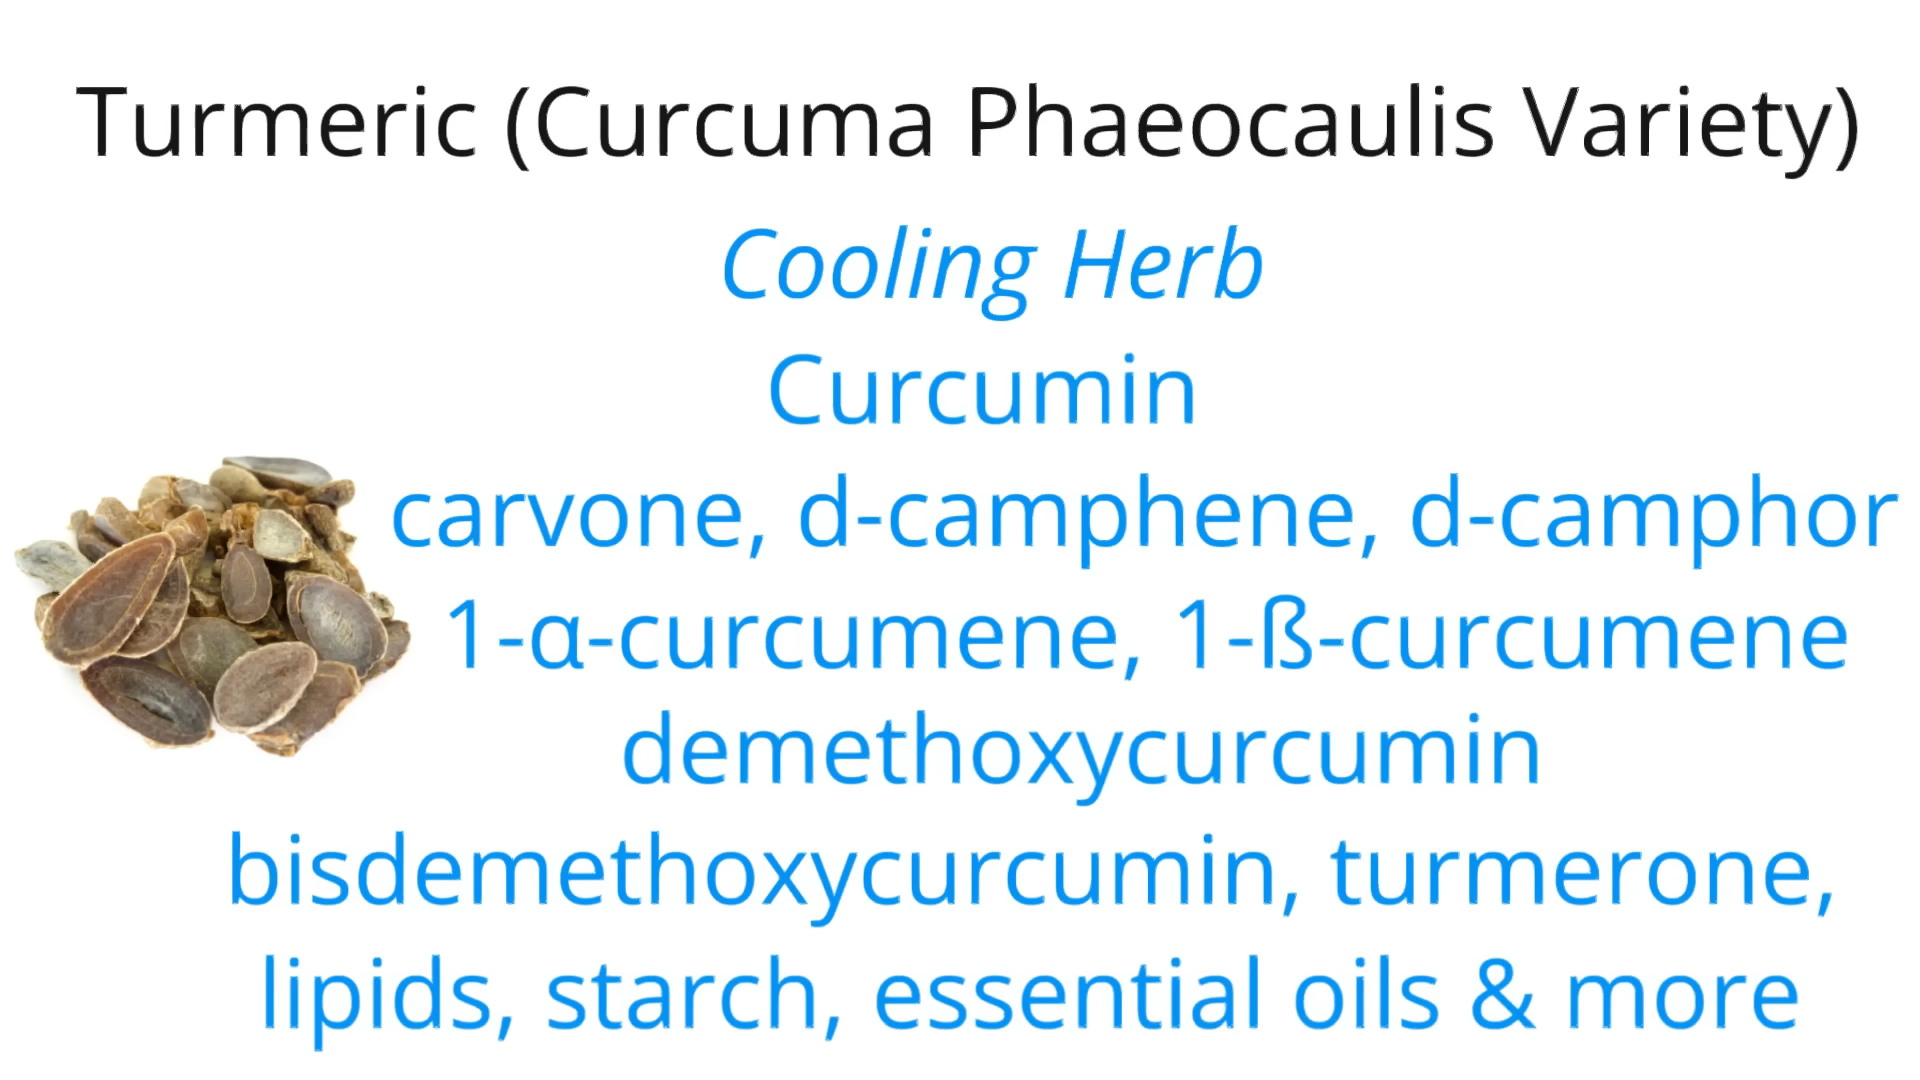 Turmeric (Curcuma Phaeocaulis Variety)
Cooling Herb
Curcumin
carvone, d-camphene, d-camphor
1-α-curcumene, 1-ß-curcumene
demethoxycurcumin
bisdemethoxycurcumin, turmerone,
lipids, starch, essential oils & more